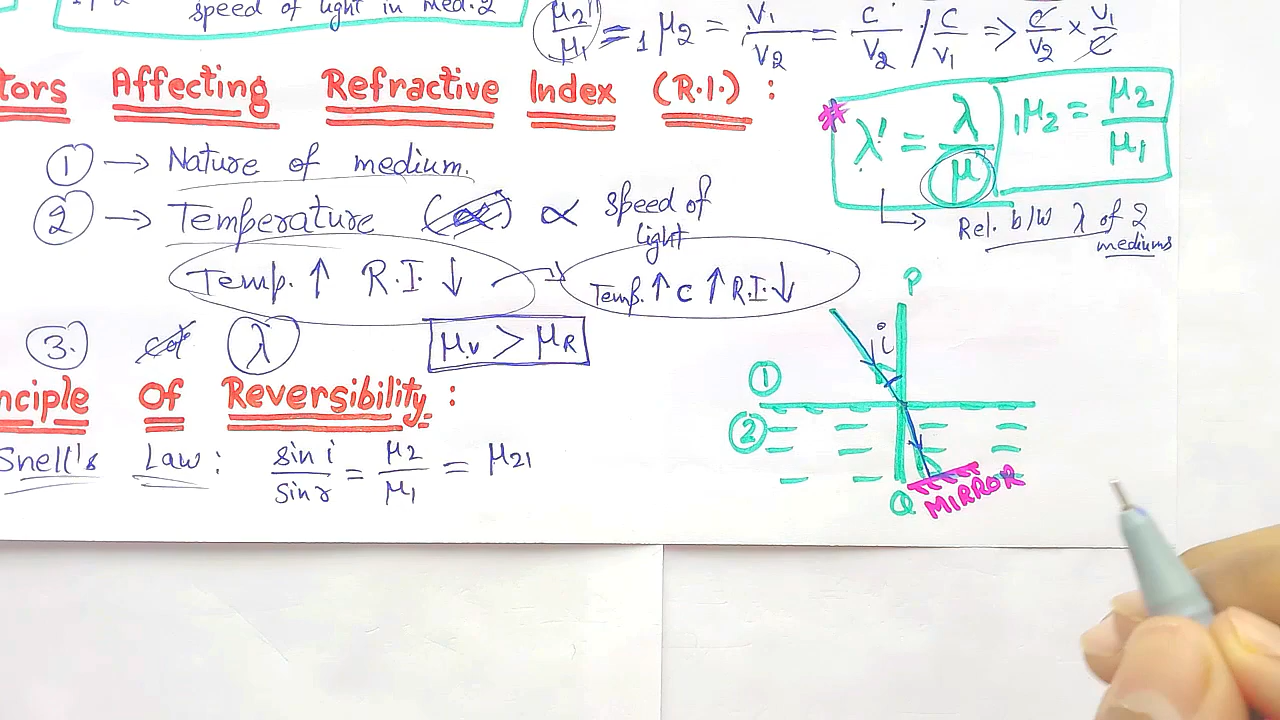 speed of light in Med. 2
μ2/μ1 = 1μ2 = V1/V2 = C/V2 / C/V1 ⇒ C/V2 × V1/C
tors Affecting Refractive Index (R.I.) :
① → Nature of medium.
② → Temperature (∝) ∝ speed of light
Temp. ↑ R.I. ↓ → Temp. ↑ C ↑ R.I. ↓
3. λ μV > μR
nciple Of Reversibility :
Snell's Law : sin i/sin r = μ2/μ1 = μ21
* λ' = λ/μ 1μ2 = μ2/μ1
Rel. b/w λ of 2 mediums
P
i
①
②
Q
MIRROR